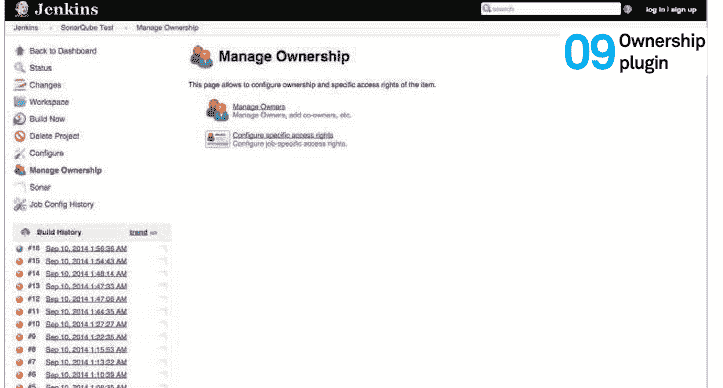 Jenkins
search
log in / sign up
Jenkins
SonarQube Test
Manage Ownership
09 Ownership plugin
Back to Dashboard
Status
Changes
Workspace
Build Now
Delete Project
Configure
Manage Ownership
Sonar
Job Config History
Manage Ownership
This page allows to configure ownership and specific access rights of the item.
Manage Owners
Manage Owners, add co-owners, etc.
Configure specific access rights
Configure job-specific access rights.
Build History
trend
#16 Sep 10, 2014 1:56:36 AM
#15 Sep 10, 2014 1:54:43 AM
#14 Sep 10, 2014 1:48:14 AM
#13 Sep 10, 2014 1:47:33 AM
#12 Sep 10, 2014 1:47:06 AM
#11 Sep 10, 2014 1:44:35 AM
#10 Sep 10, 2014 1:27:27 AM
#9 Sep 10, 2014 1:22:35 AM
#8 Sep 10, 2014 1:15:53 AM
#7 Sep 10, 2014 1:13:22 AM
#6 Sep 10, 2014 1:10:39 AM